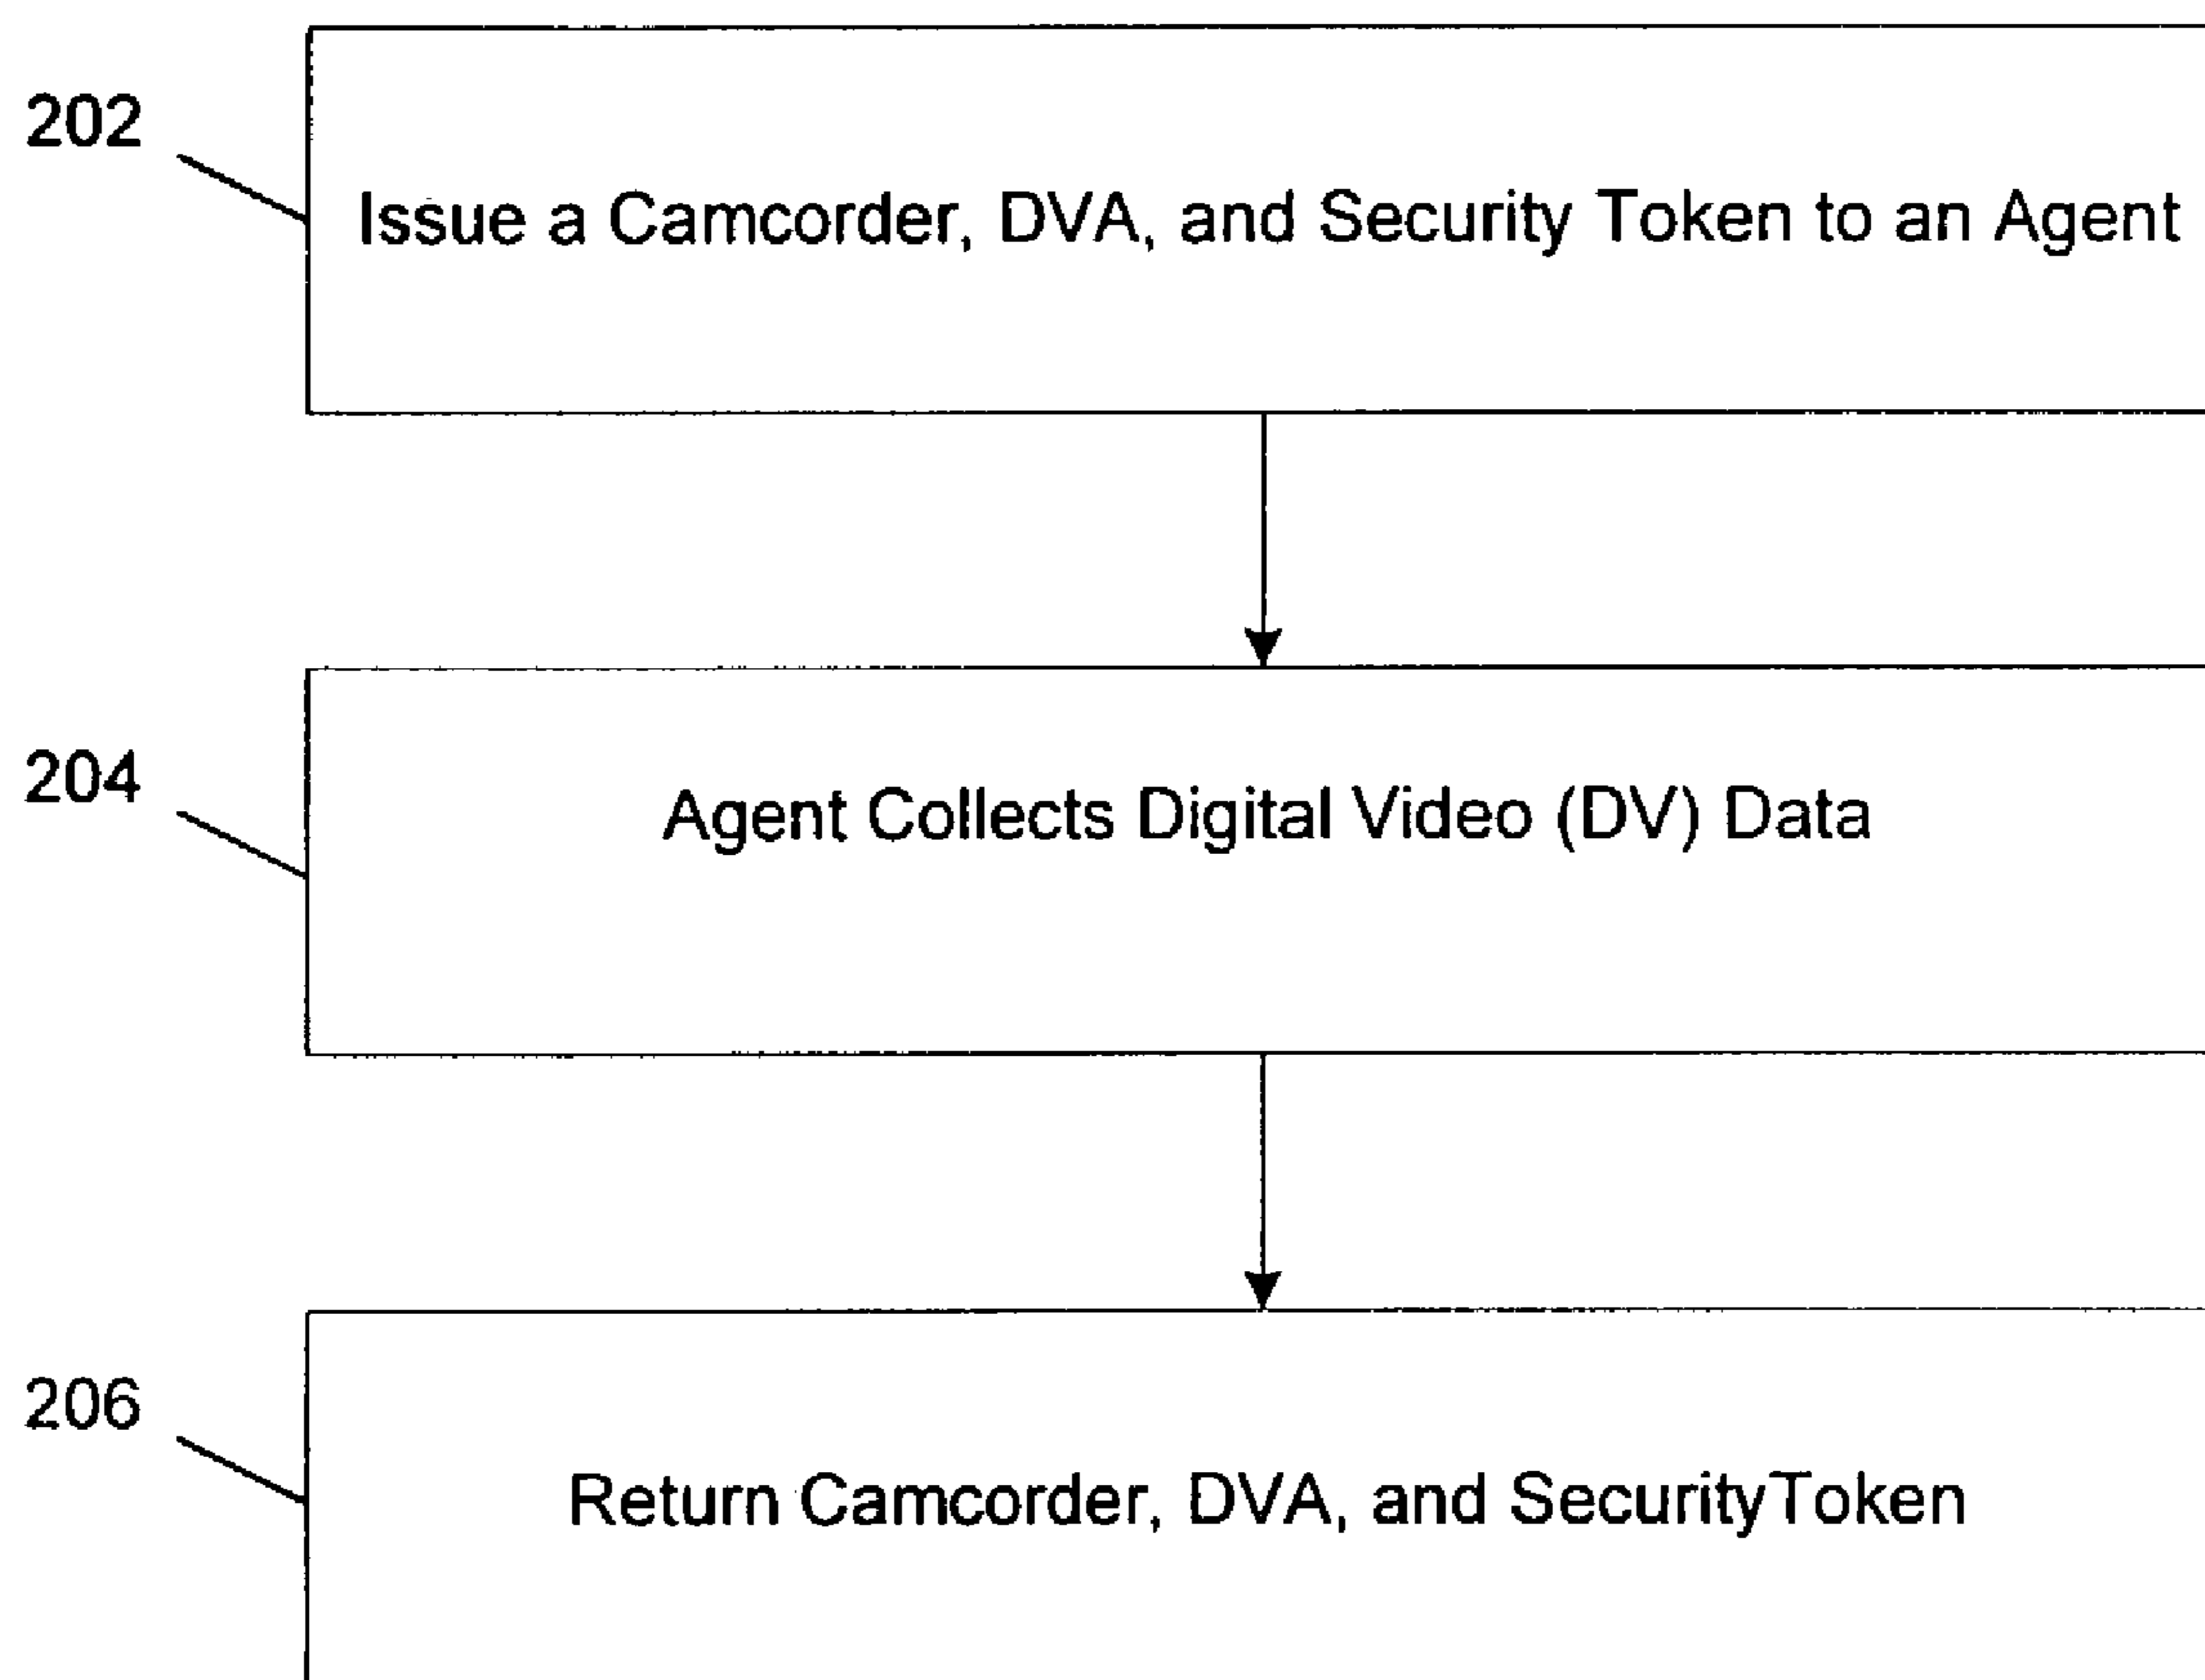 202
Issue a Camcorder, DVA, and Security Token to an Agent
204
Agent Collects Digital Video (DV) Data
206
Return Camcorder, DVA, and SecurityToken